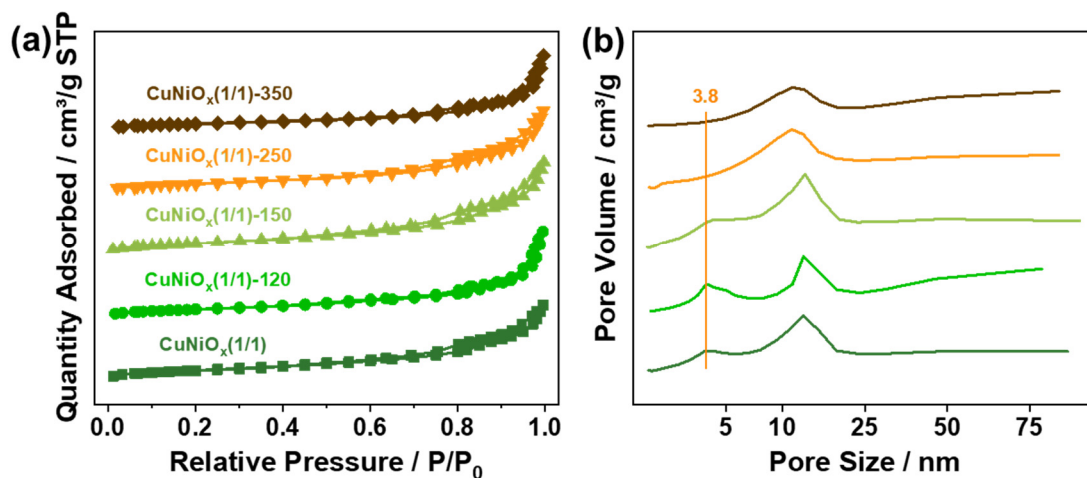 (a)
Quantity Adsorbed / cm³/g STP
CuNiOₓ(1/1)-350
CuNiOₓ(1/1)-250
CuNiOₓ(1/1)-150
CuNiOₓ(1/1)-120
CuNiOₓ(1/1)
0.0 0.2 0.4 0.6 0.8 1.0
Relative Pressure / P/P₀
(b)
Pore Volume / cm³/g
3.8
5 10 25 50 75
Pore Size / nm